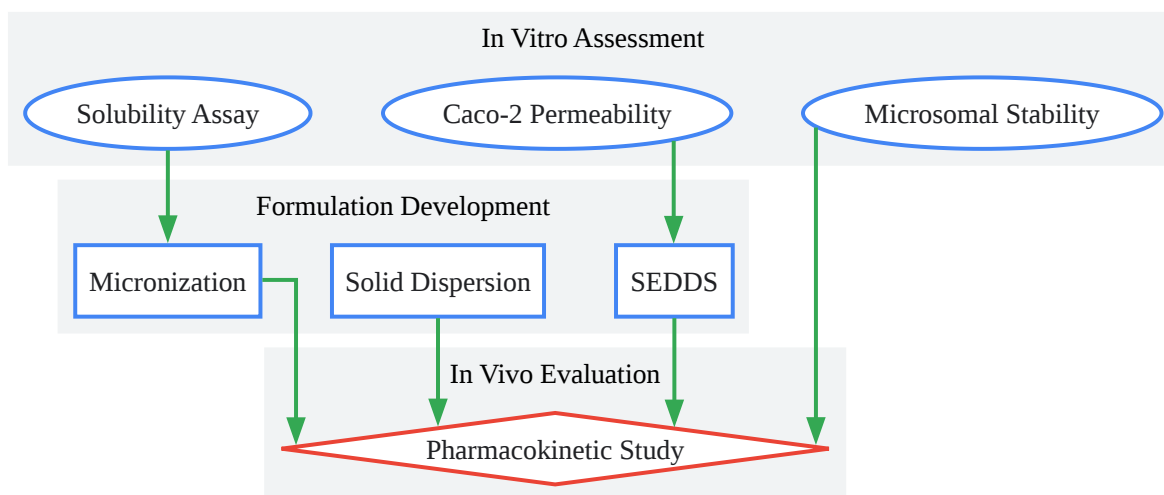 In Vitro Assessment
Solubility Assay
Caco-2 Permeability
Microsomal Stability
Formulation Development
Micronization
Solid Dispersion
SEDDS
In Vivo Evaluation
Pharmacokinetic Study